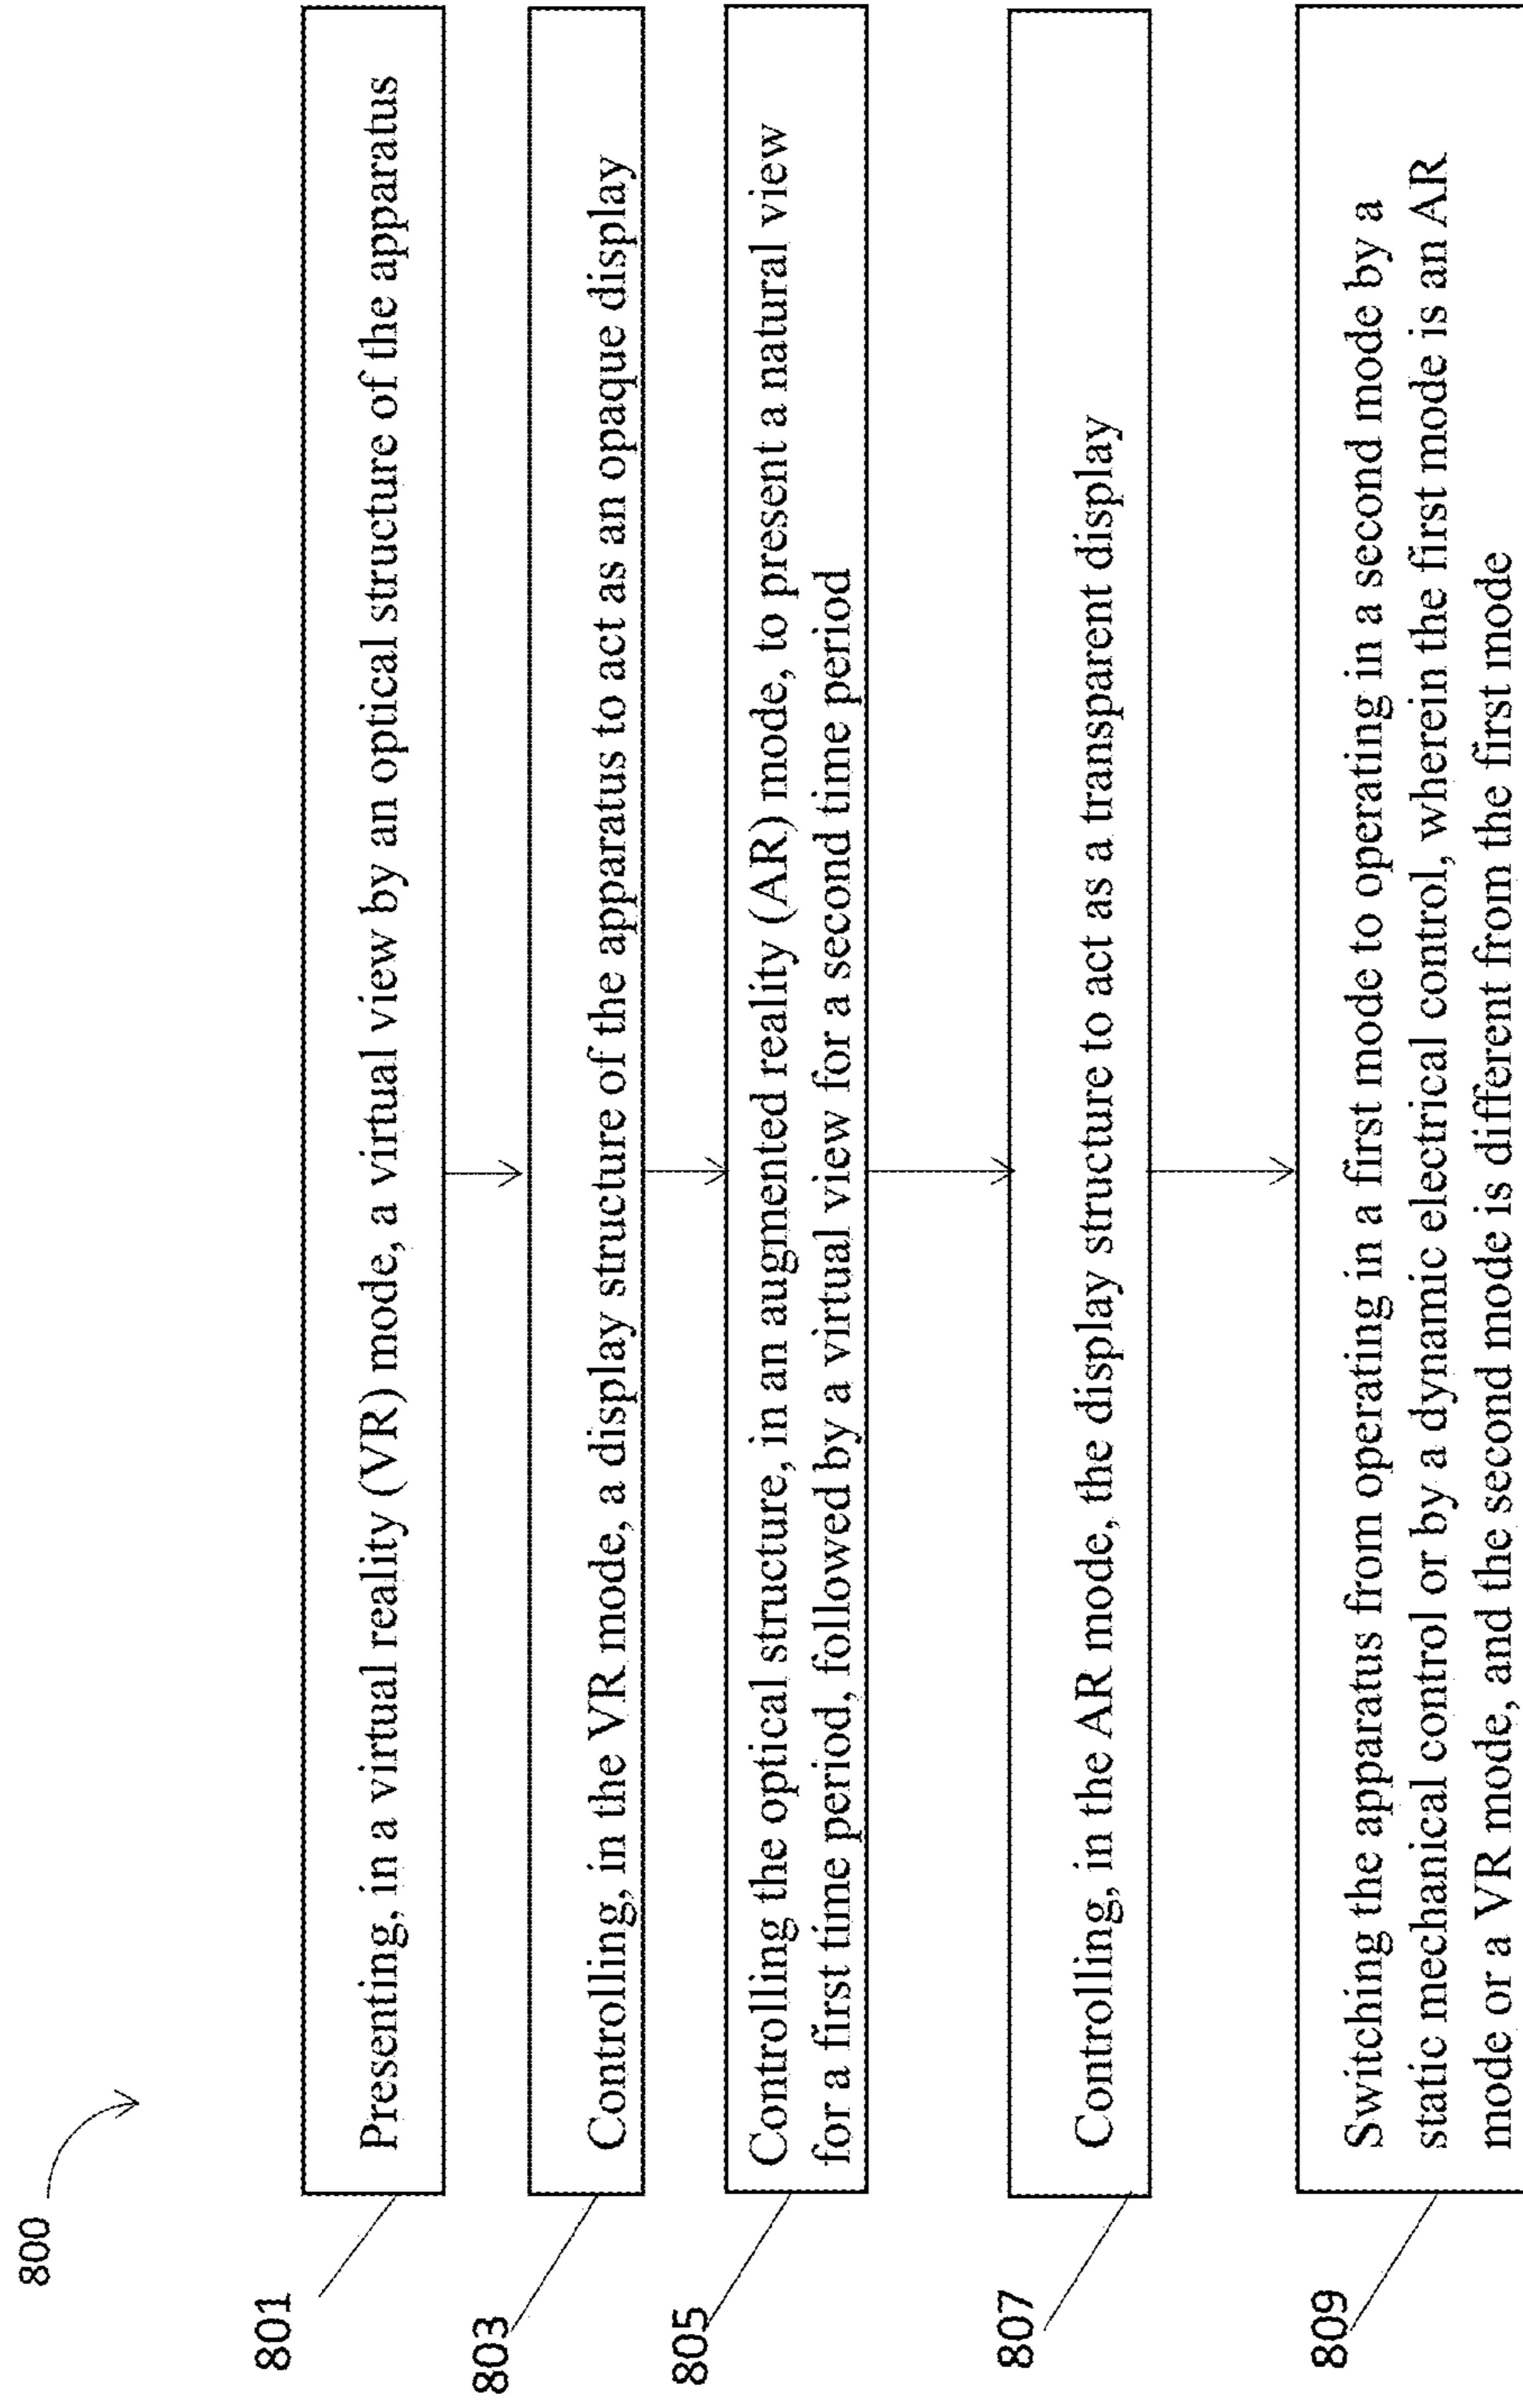 800
801
Presenting, in a virtual reality (VR) mode, a virtual view by an optical structure of the apparatus
803
Controlling, in the VR mode, a display structure of the apparatus to act as an opaque display
805
Controlling the optical structure, in an augmented reality (AR) mode, to present a natural view
for a first time period, followed by a virtual view for a second time period
807
Controlling, in the AR mode, the display structure to act as a transparent display
809
Switching the apparatus from operating in a first mode to operating in a second mode by a
static mechanical control or by a dynamic electrical control, wherein the first mode is an AR
mode or a VR mode, and the second mode is different from the first mode